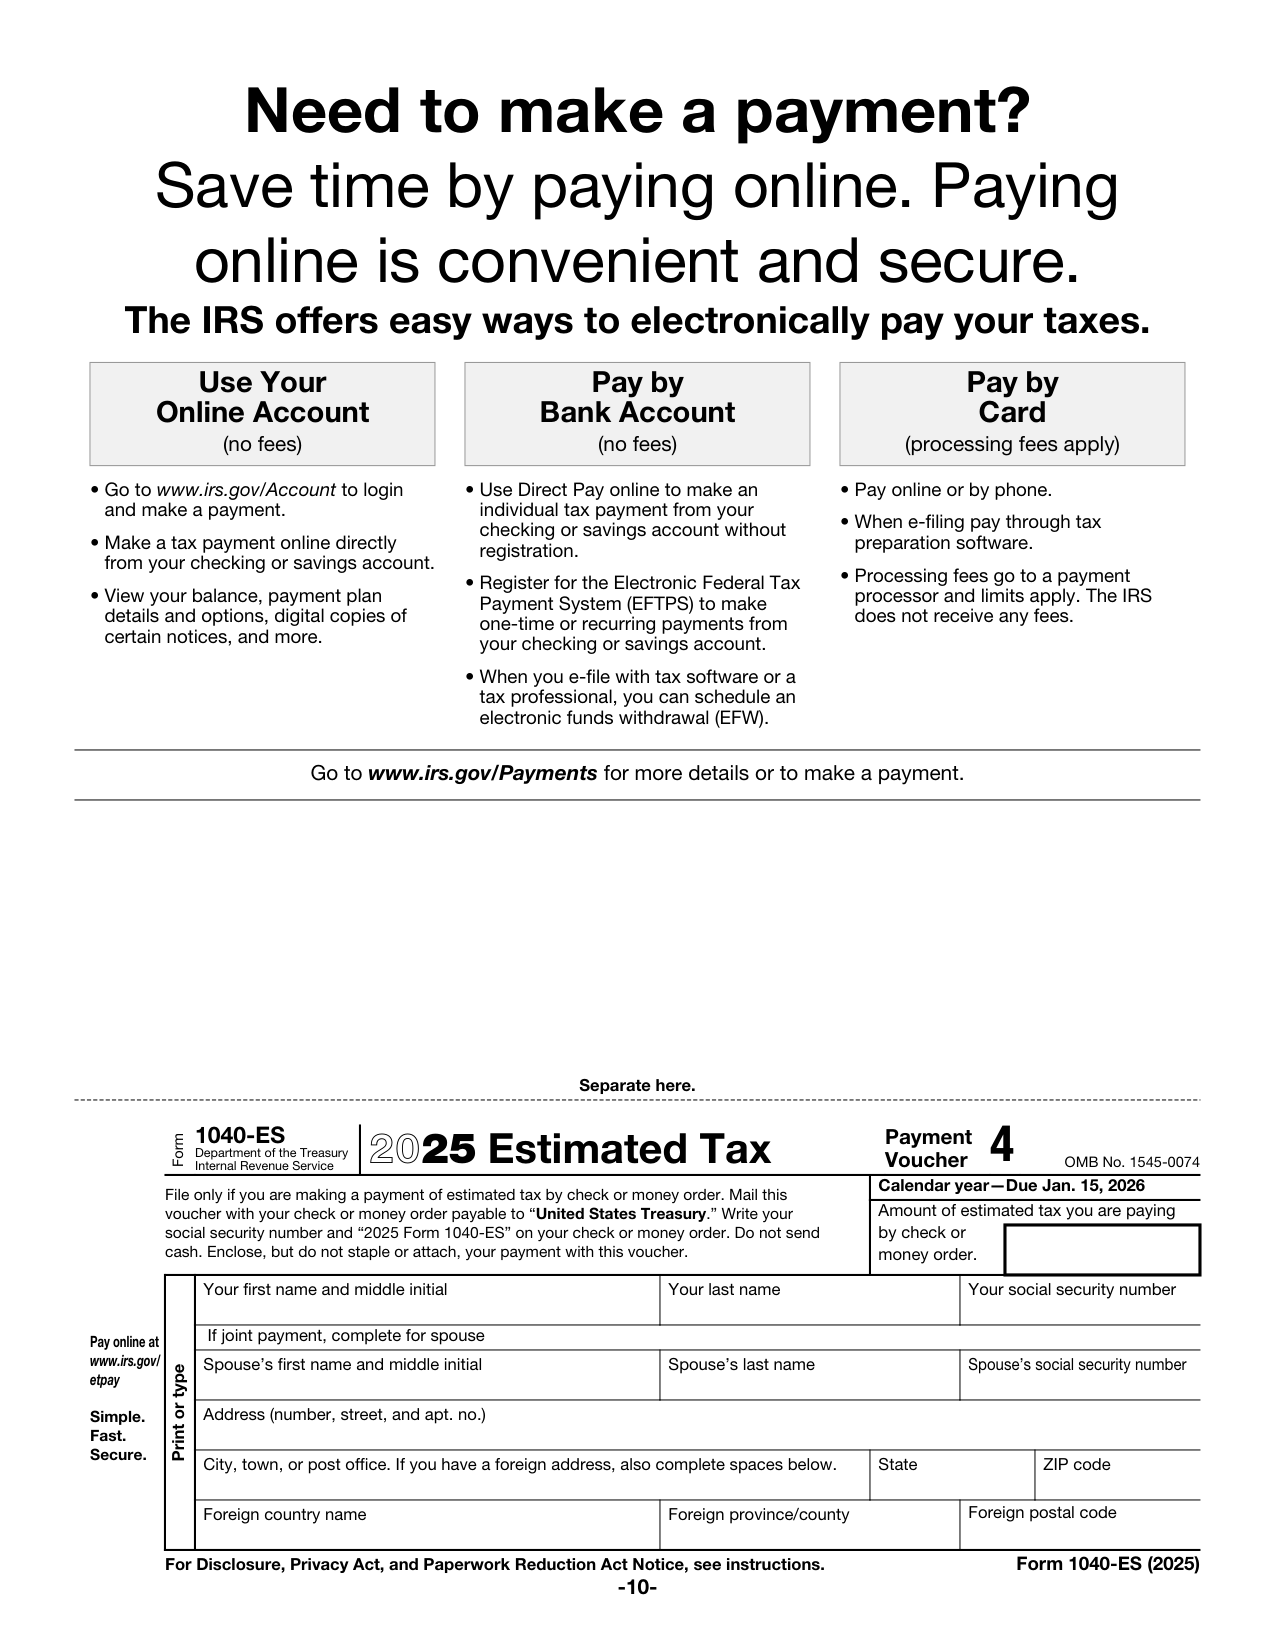 Need to make a payment?
Save time by paying online. Paying
online is convenient and secure.
The IRS offers easy ways to electronically pay your taxes.
Use Your
Online Account
(no fees)
• Go to www.irs.gov/Account to login
and make a payment.
• Make a tax payment online directly
from your checking or savings account.
• View your balance, payment plan
details and options, digital copies of
certain notices, and more.
Pay by
Bank Account
(no fees)
• Use Direct Pay online to make an
individual tax payment from your
checking or savings account without
registration.
• Register for the Electronic Federal Tax
Payment System (EFTPS) to make
one-time or recurring payments from
your checking or savings account.
• When you e-file with tax software or a
tax professional, you can schedule an
electronic funds withdrawal (EFW).
Pay by
Card
(processing fees apply)
• Pay online or by phone.
• When e-filing pay through tax
preparation software.
• Processing fees go to a payment
processor and limits apply. The IRS
does not receive any fees.
Go to www.irs.gov/Payments for more details or to make a payment.
Separate here.
Form
1040-ES
Department of the Treasury
Internal Revenue Service
2025 Estimated Tax
Payment
Voucher 4
OMB No. 1545-0074
File only if you are making a payment of estimated tax by check or money order. Mail this
voucher with your check or money order payable to “United States Treasury.” Write your
social security number and “2025 Form 1040-ES” on your check or money order. Do not send
cash. Enclose, but do not staple or attach, your payment with this voucher.
Calendar year—Due Jan. 15, 2026
Amount of estimated tax you are paying
by check or
money order.
Pay online at
www.irs.gov/
etpay
Simple.
Fast.
Secure.
Print or type
Your first name and middle initial
Your last name
Your social security number
If joint payment, complete for spouse
Spouse’s first name and middle initial
Spouse’s last name
Spouse’s social security number
Address (number, street, and apt. no.)
City, town, or post office. If you have a foreign address, also complete spaces below.
State
ZIP code
Foreign country name
Foreign province/county
Foreign postal code
For Disclosure, Privacy Act, and Paperwork Reduction Act Notice, see instructions.
Form 1040-ES (2025)
-10-